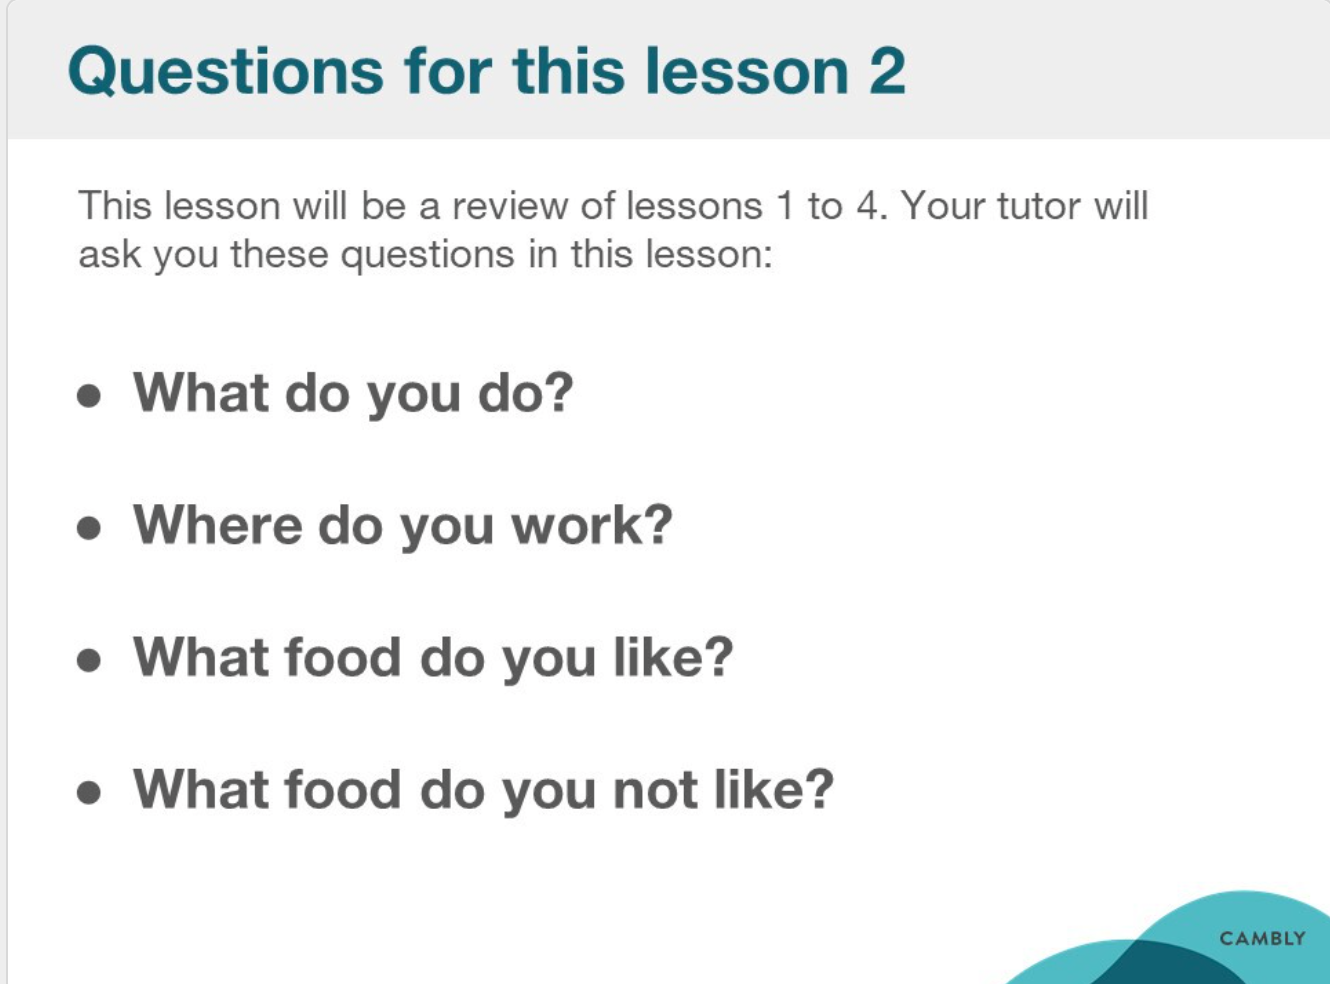 Questions for this lesson 2
This lesson will be a review of lessons 1 to 4. Your tutor will
ask you these questions in this lesson:
● What do you do?
● Where do you work?
● What food do you like?
● What food do you not like?
CAMBLY